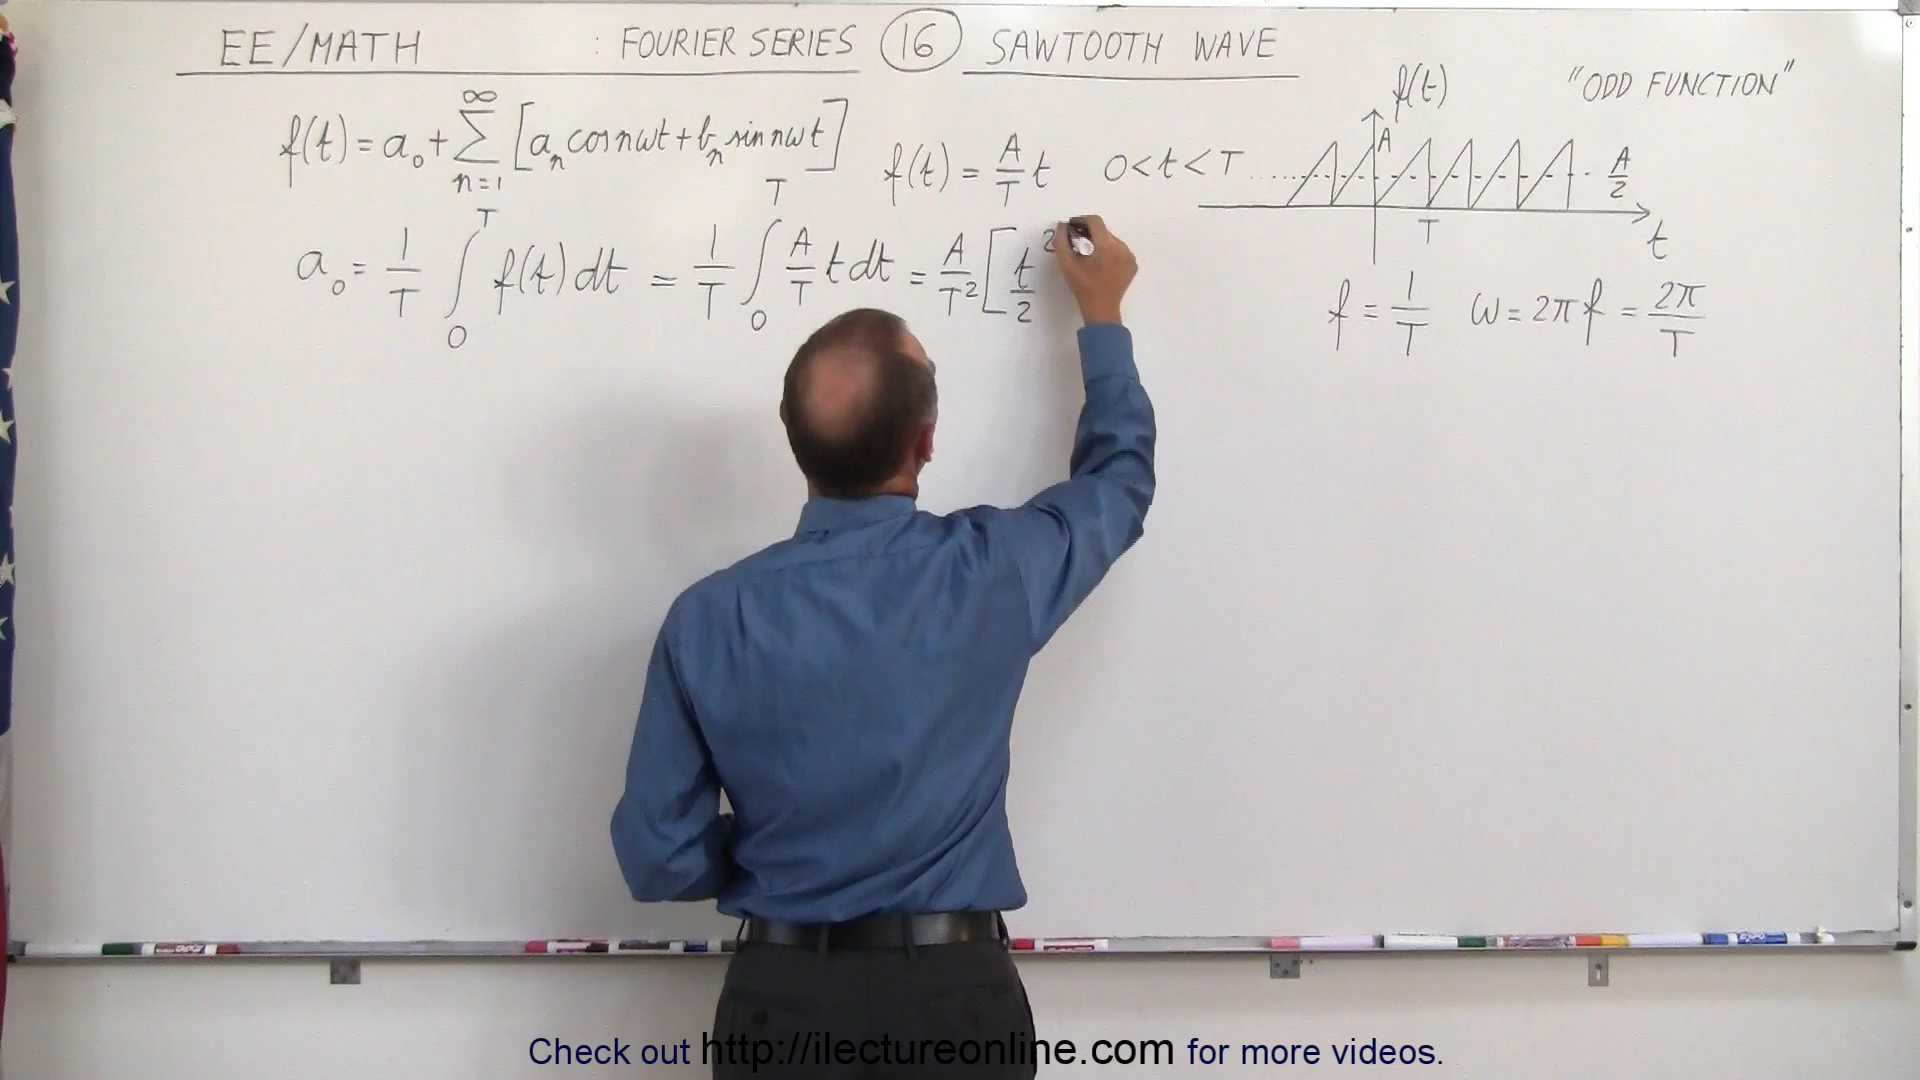 EE/MATH : FOURIER SERIES 16 SAWTOOTH WAVE
f(t) "ODD FUNCTION"
f(t) = a₀ + ∑ₙ₌₁^∞ [aₙ cos nωt + bₙ sin nωt]
f(t) = A/T t 0 < t < T
A
A/2
T
t
a₀ = 1/T ∫₀ᵀ f(t) dt = 1/T ∫₀ᵀ A/T t dt = A/T² [t²/2
f = 1/T ω = 2πf = 2π/T
Check out http://ilectureonline.com for more videos.